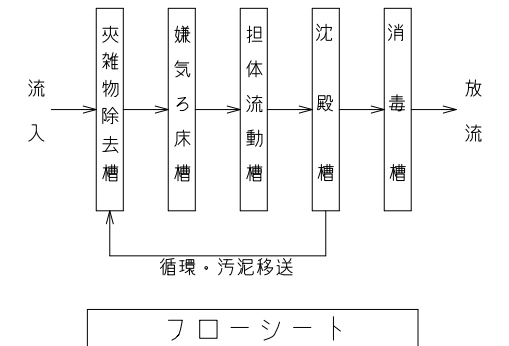 流入
夾雑物除去槽
嫌気ろ床槽
担体流動槽
沈殿槽
消毒槽
放流
循環・汚泥移送
フローシート